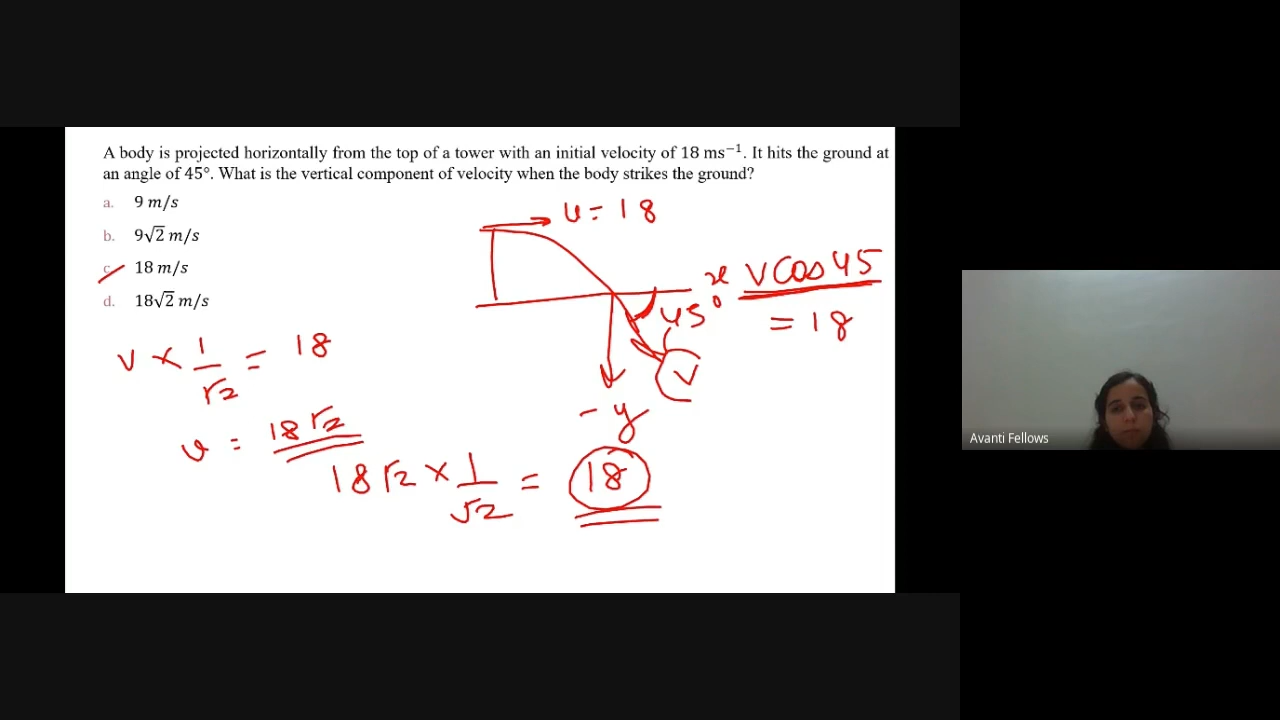 A body is projected horizontally from the top of a tower with an initial velocity of 18 ms⁻¹. It hits the ground at
an angle of 45°. What is the vertical component of velocity when the body strikes the ground?
a. 9 m/s
b. 9√2 m/s
c. 18 m/s
d. 18√2 m/s
u = 18
x
v cos 45
= 18
45°
v
- y
v × 1/√2 = 18
v = 18√2
18√2 × 1/√2 = 18
Avanti Fellows